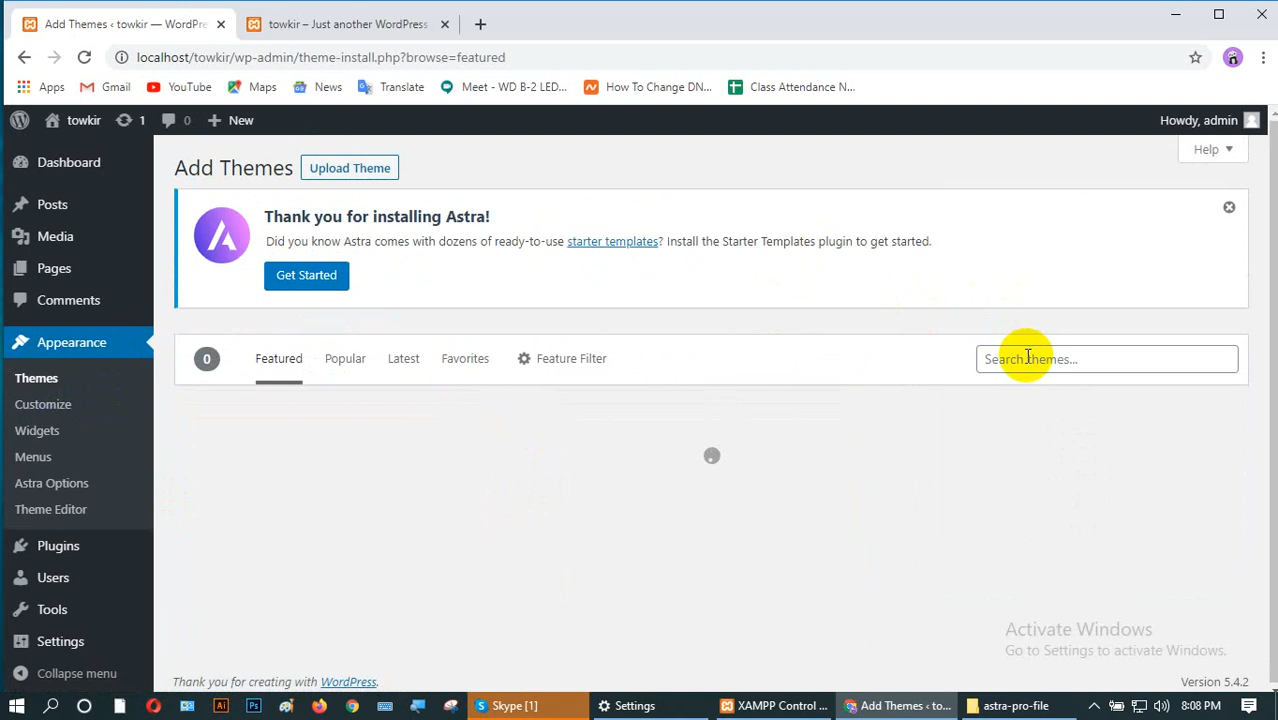 Add Themes ‹ towkir — WordPre
towkir – Just another WordPress
localhost/towkir/wp-admin/theme-install.php?browse=featured
Apps
Gmail
YouTube
Maps
News
Translate
Meet - WD B-2 LED...
How To Change DN...
Class Attendance N...
towkir
1
0
New
Howdy, admin
Dashboard
Posts
Media
Pages
Comments
Appearance
Themes
Customize
Widgets
Menus
Astra Options
Theme Editor
Plugins
Users
Tools
Settings
Collapse menu
Add Themes
Upload Theme
Help
Thank you for installing Astra!
Did you know Astra comes with dozens of ready-to-use starter templates? Install the Starter Templates plugin to get started.
Get Started
0
Featured
Popular
Latest
Favorites
Feature Filter
Search themes...
Activate Windows
Go to Settings to activate Windows.
Thank you for creating with WordPress.
Version 5.4.2
Ai
Ps
Skype [1]
Settings
XAMPP Control ...
Add Themes ‹ to...
astra-pro-file
8:08 PM